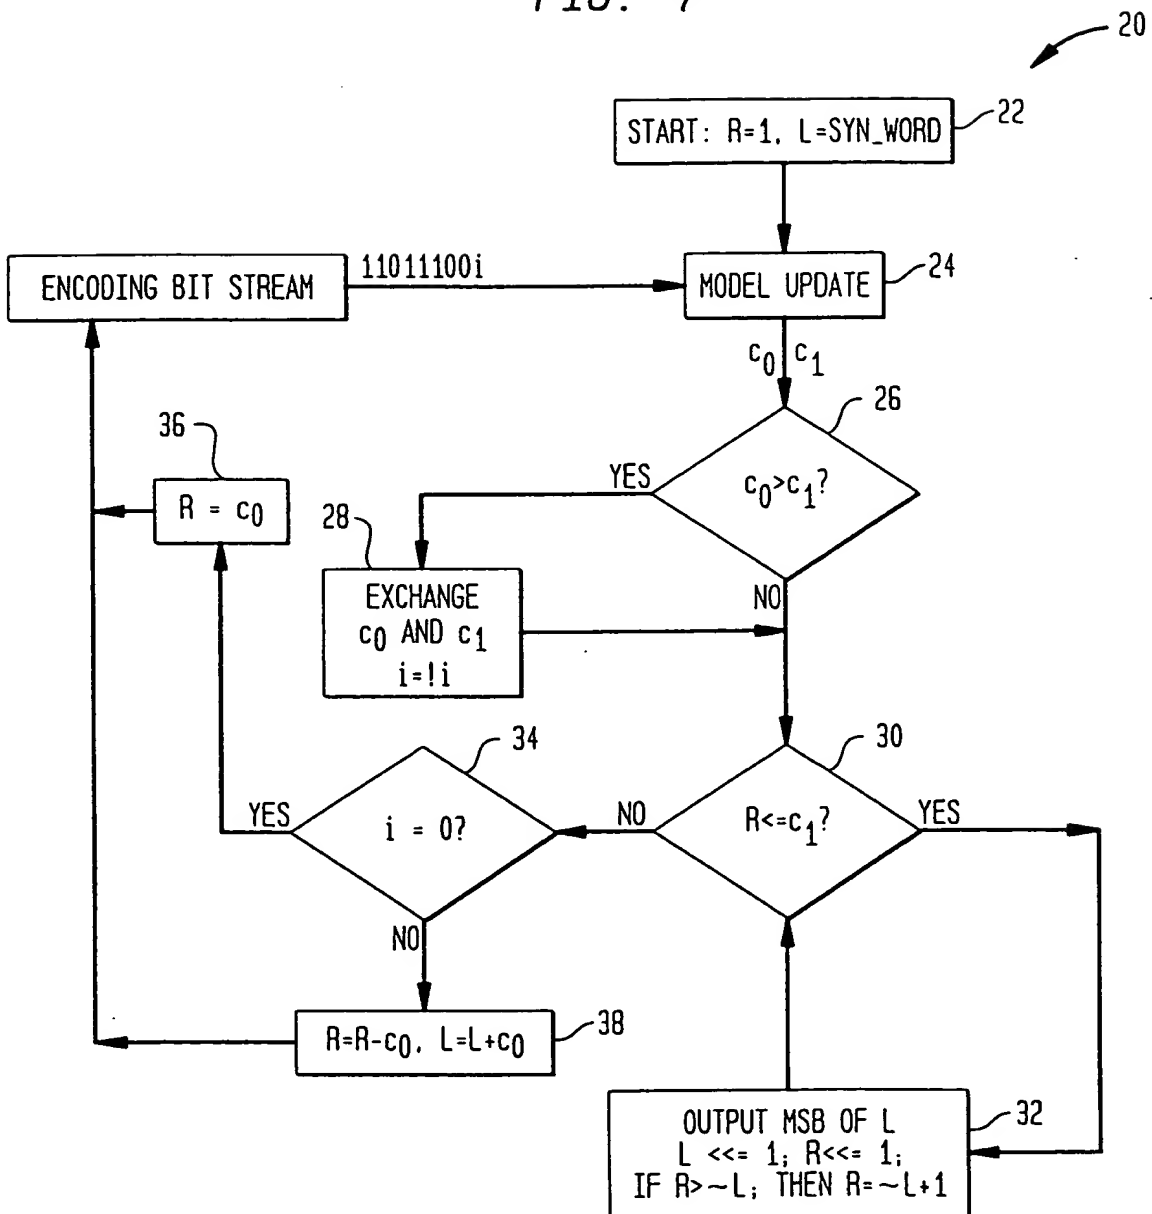 20
START: R=1, L=SYN_WORD
22
ENCODING BIT STREAM
11011100i
MODEL UPDATE
24
c0 c1
26
c0>c1?
YES
NO
36
R = c0
28
EXCHANGE
c0 AND c1
i=!i
34
i = 0?
YES
NO
30
R<=c1?
NO
YES
R=R-c0, L=L+c0
38
OUTPUT MSB OF L
L <<= 1; R<<= 1;
IF R>~L; THEN R=~L+1
32